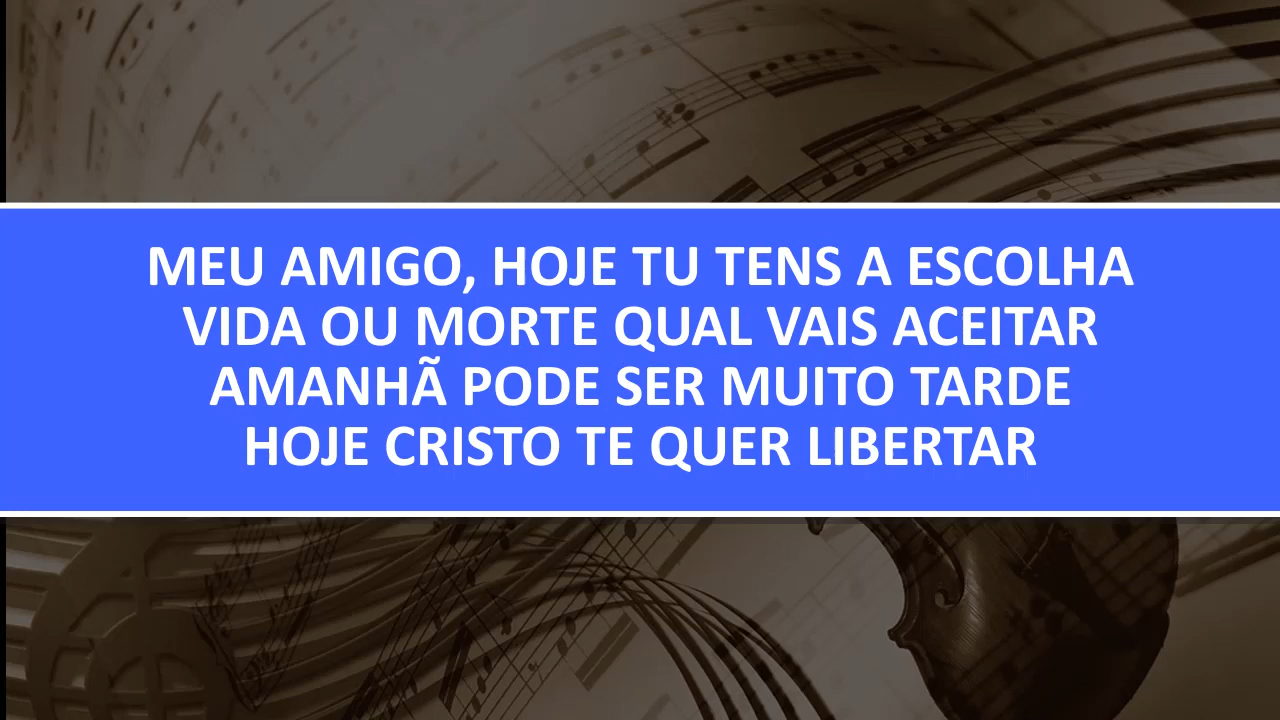 MEU AMIGO, HOJE TU TENS A ESCOLHA
VIDA OU MORTE QUAL VAIS ACEITAR
AMANHÃ PODE SER MUITO TARDE
HOJE CRISTO TE QUER LIBERTAR